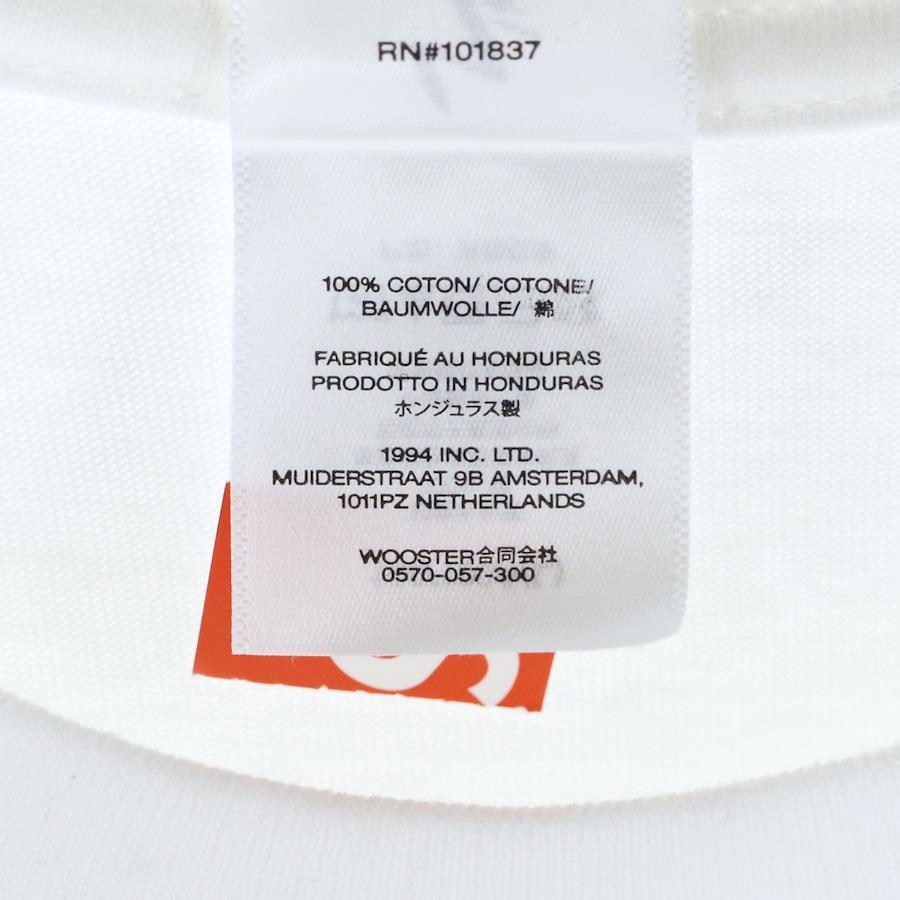 RN#101837
100% COTON/ COTONE/
BAUMWOLLE/ 綿
FABRIQUÉ AU HONDURAS
PRODOTTO IN HONDURAS
ホンジュラス製
1994 INC. LTD.
MUIDERSTRAAT 9B AMSTERDAM,
1011PZ NETHERLANDS
WOOSTER合同会社
0570-057-300